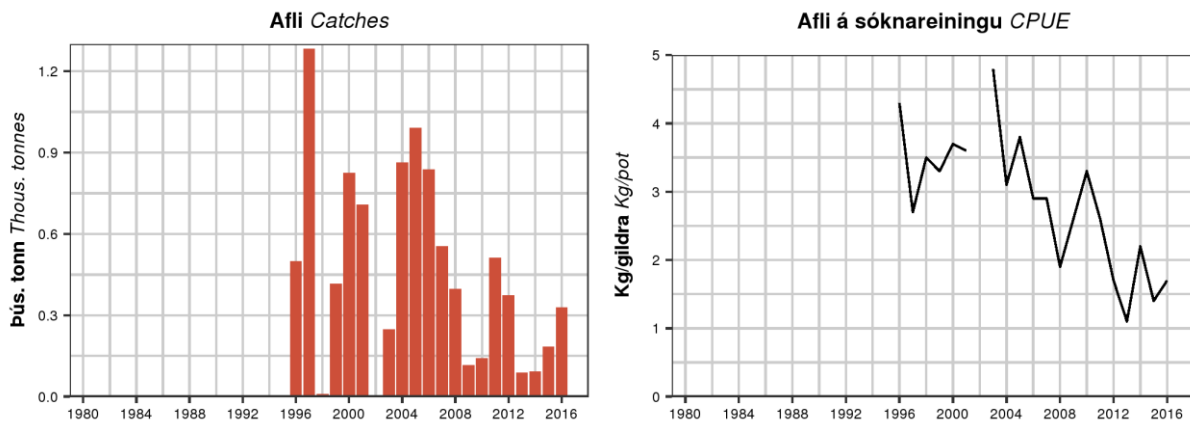 Afli Catches
Þús. tonn Thous. tonnes
1.2
0.9
0.6
0.3
0.0
1980 1984 1988 1992 1996 2000 2004 2008 2012 2016
Afli á sóknareiningu CPUE
Kg/gildra Kg/pot
5
4
3
2
1
0
1980 1984 1988 1992 1996 2000 2004 2008 2012 2016